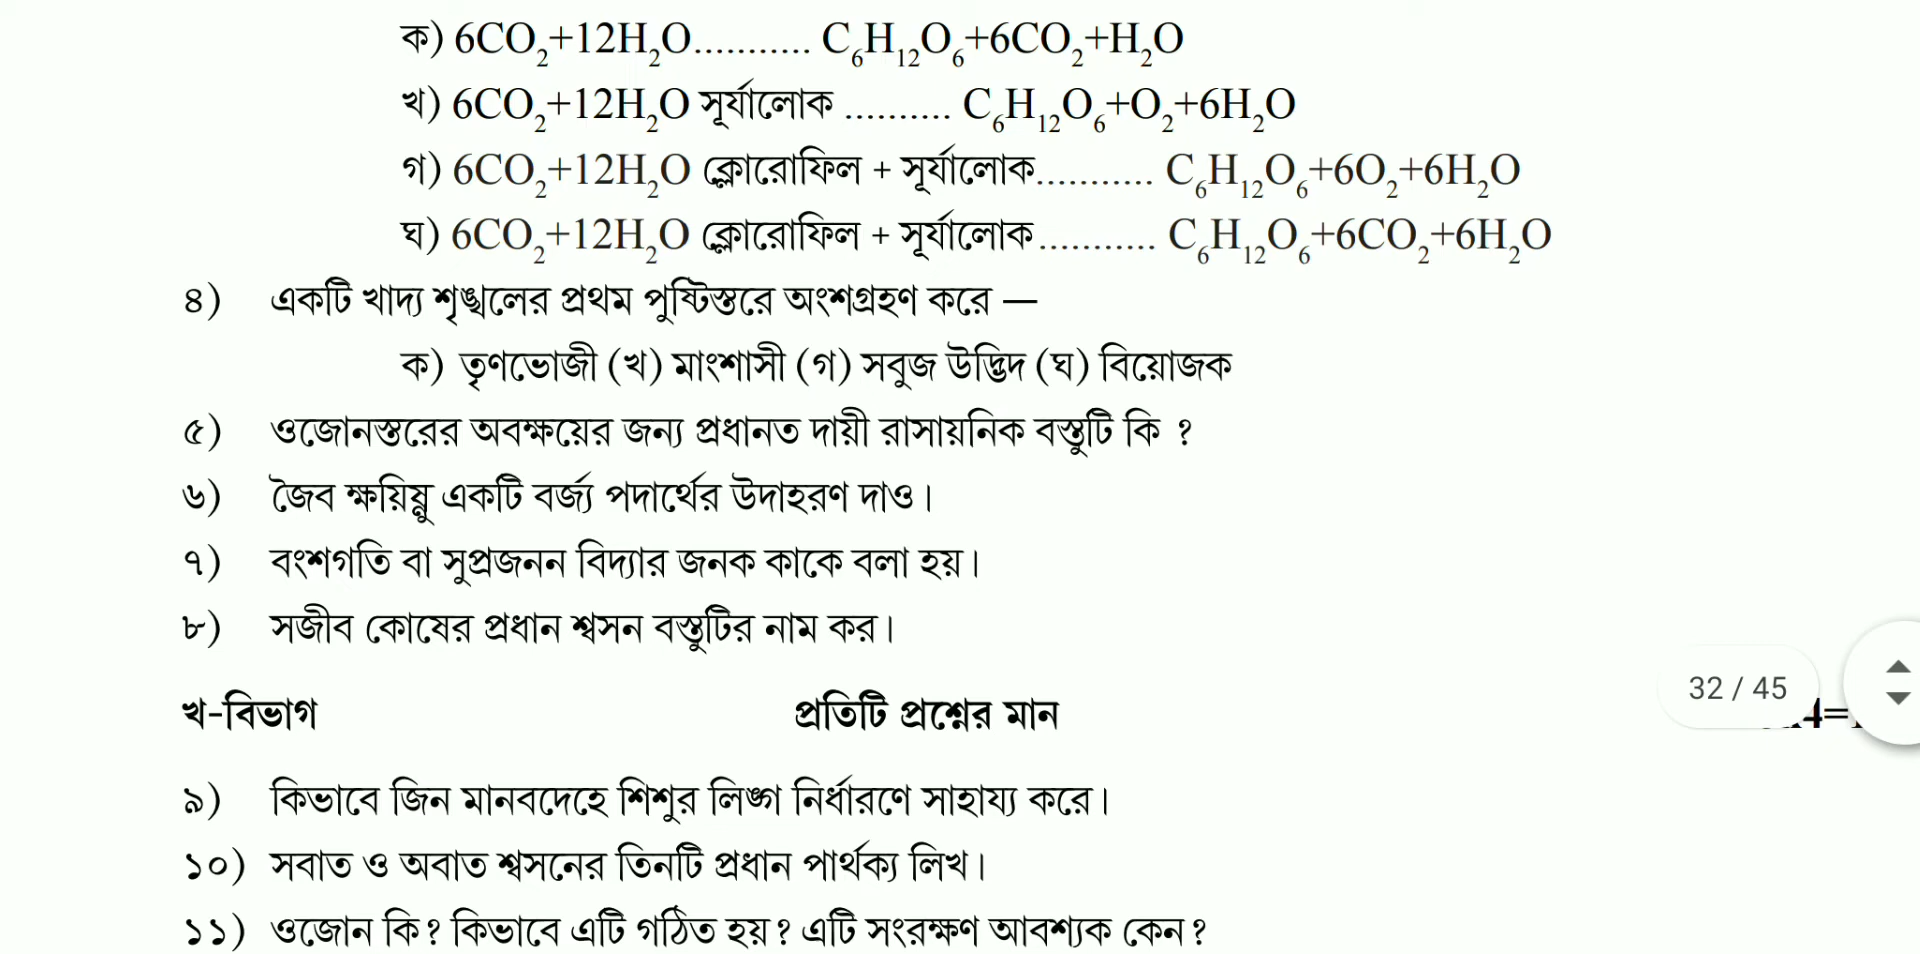 ক) 6CO₂+12H₂O........... C₆H₁₂O₆+6CO₂+H₂O
খ) 6CO₂+12H₂O সূর্যালোক .......... C₆H₁₂O₆+O₂+6H₂O
গ) 6CO₂+12H₂O ক্লোরোফিল + সূর্যালোক........... C₆H₁₂O₆+6O₂+6H₂O
ঘ) 6CO₂+12H₂O ক্লোরোফিল + সূর্যালোক........... C₆H₁₂O₆+6CO₂+6H₂O
৪) একটি খাদ্য শৃঙ্খলের প্রথম পুষ্টিস্তরে অংশগ্রহণ করে —
ক) তৃণভোজী (খ) মাংশাসী (গ) সবুজ উদ্ভিদ (ঘ) বিয়োজক
৫) ওজোনস্তরের অবক্ষয়ের জন্য প্রধানত দায়ী রাসায়নিক বস্তুটি কি ?
৬) জৈব ক্ষয়িষ্ণু একটি বর্জ্য পদার্থের উদাহরণ দাও।
৭) বংশগতি বা সুপ্রজনন বিদ্যার জনক কাকে বলা হয়।
৮) সজীব কোষের প্রধান শ্বসন বস্তুটির নাম কর।
32 / 45
খ-বিভাগ প্রতিটি প্রশ্নের মান 4=
৯) কিভাবে জিন মানবদেহে শিশুর লিঙ্গ নির্ধারণে সাহায্য করে।
১০) সবাত ও অবাত শ্বসনের তিনটি প্রধান পার্থক্য লিখ।
১১) ওজোন কি? কিভাবে এটি গঠিত হয়? এটি সংরক্ষণ আবশ্যক কেন?